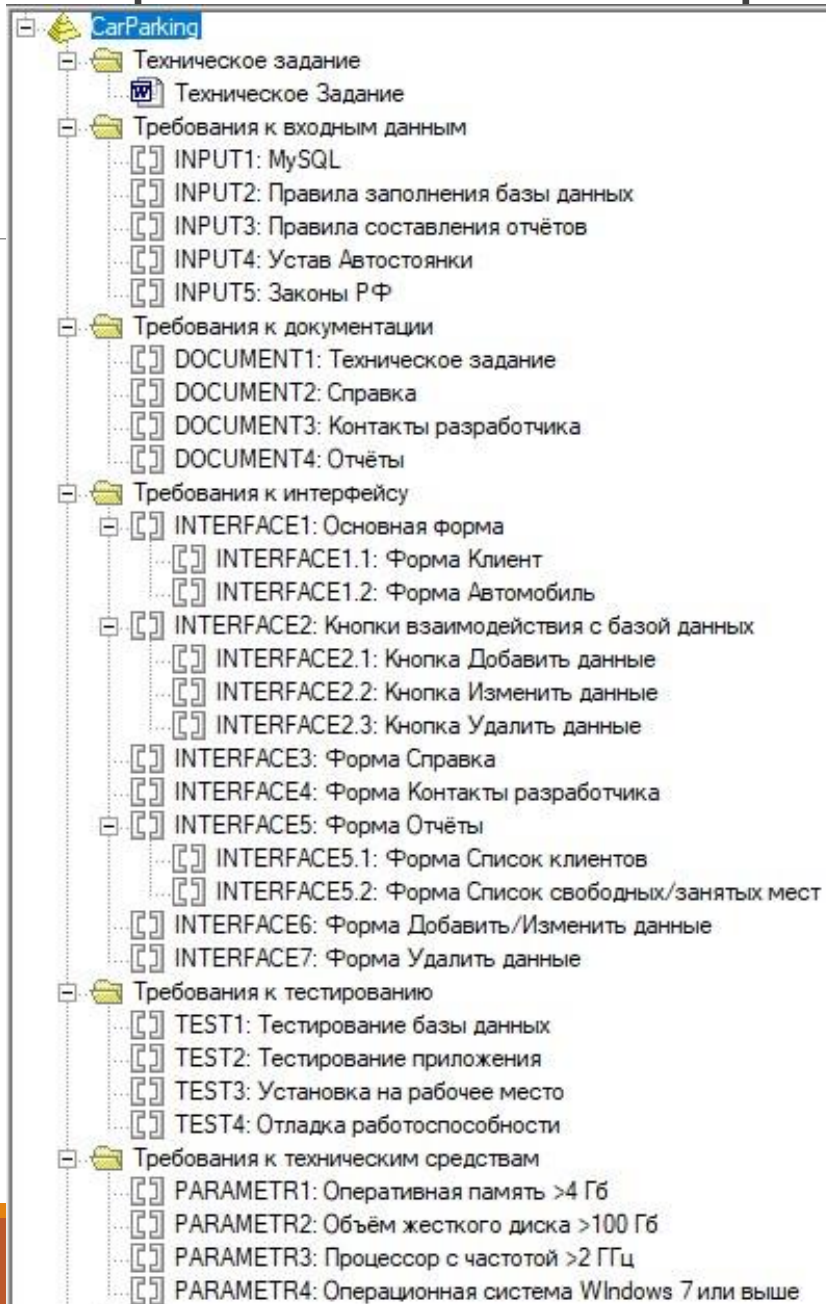 CarParking
Техническое задание
Техническое Задание
Требования к входным данным
INPUT1: MySQL
INPUT2: Правила заполнения базы данных
INPUT3: Правила составления отчётов
INPUT4: Устав Автостоянки
INPUT5: Законы РФ
Требования к документации
DOCUMENT1: Техническое задание
DOCUMENT2: Справка
DOCUMENT3: Контакты разработчика
DOCUMENT4: Отчёты
Требования к интерфейсу
INTERFACE1: Основная форма
INTERFACE1.1: Форма Клиент
INTERFACE1.2: Форма Автомобиль
INTERFACE2: Кнопки взаимодействия с базой данных
INTERFACE2.1: Кнопка Добавить данные
INTERFACE2.2: Кнопка Изменить данные
INTERFACE2.3: Кнопка Удалить данные
INTERFACE3: Форма Справка
INTERFACE4: Форма Контакты разработчика
INTERFACE5: Форма Отчёты
INTERFACE5.1: Форма Список клиентов
INTERFACE5.2: Форма Список свободных/занятых мест
INTERFACE6: Форма Добавить/Изменить данные
INTERFACE7: Форма Удалить данные
Требования к тестированию
TEST1: Тестирование базы данных
TEST2: Тестирование приложения
TEST3: Установка на рабочее место
TEST4: Отладка работоспособности
Требования к техническим средствам
PARAMETR1: Оперативная память >4 Гб
PARAMETR2: Объём жесткого диска >100 Гб
PARAMETR3: Процессор с частотой >2 ГГц
PARAMETR4: Операционная система WIndows 7 или выше